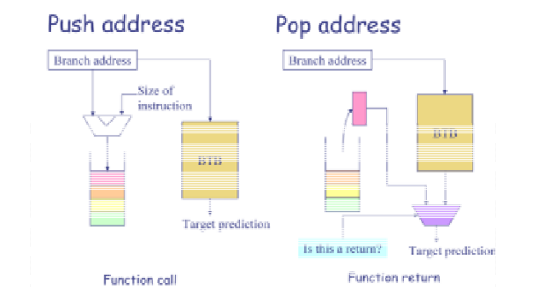 Push address
Pop address
Branch address
Branch address
Size of
instruction
BTB
BTB
Target prediction
Is this a return?
Target prediction
Function call
Function return